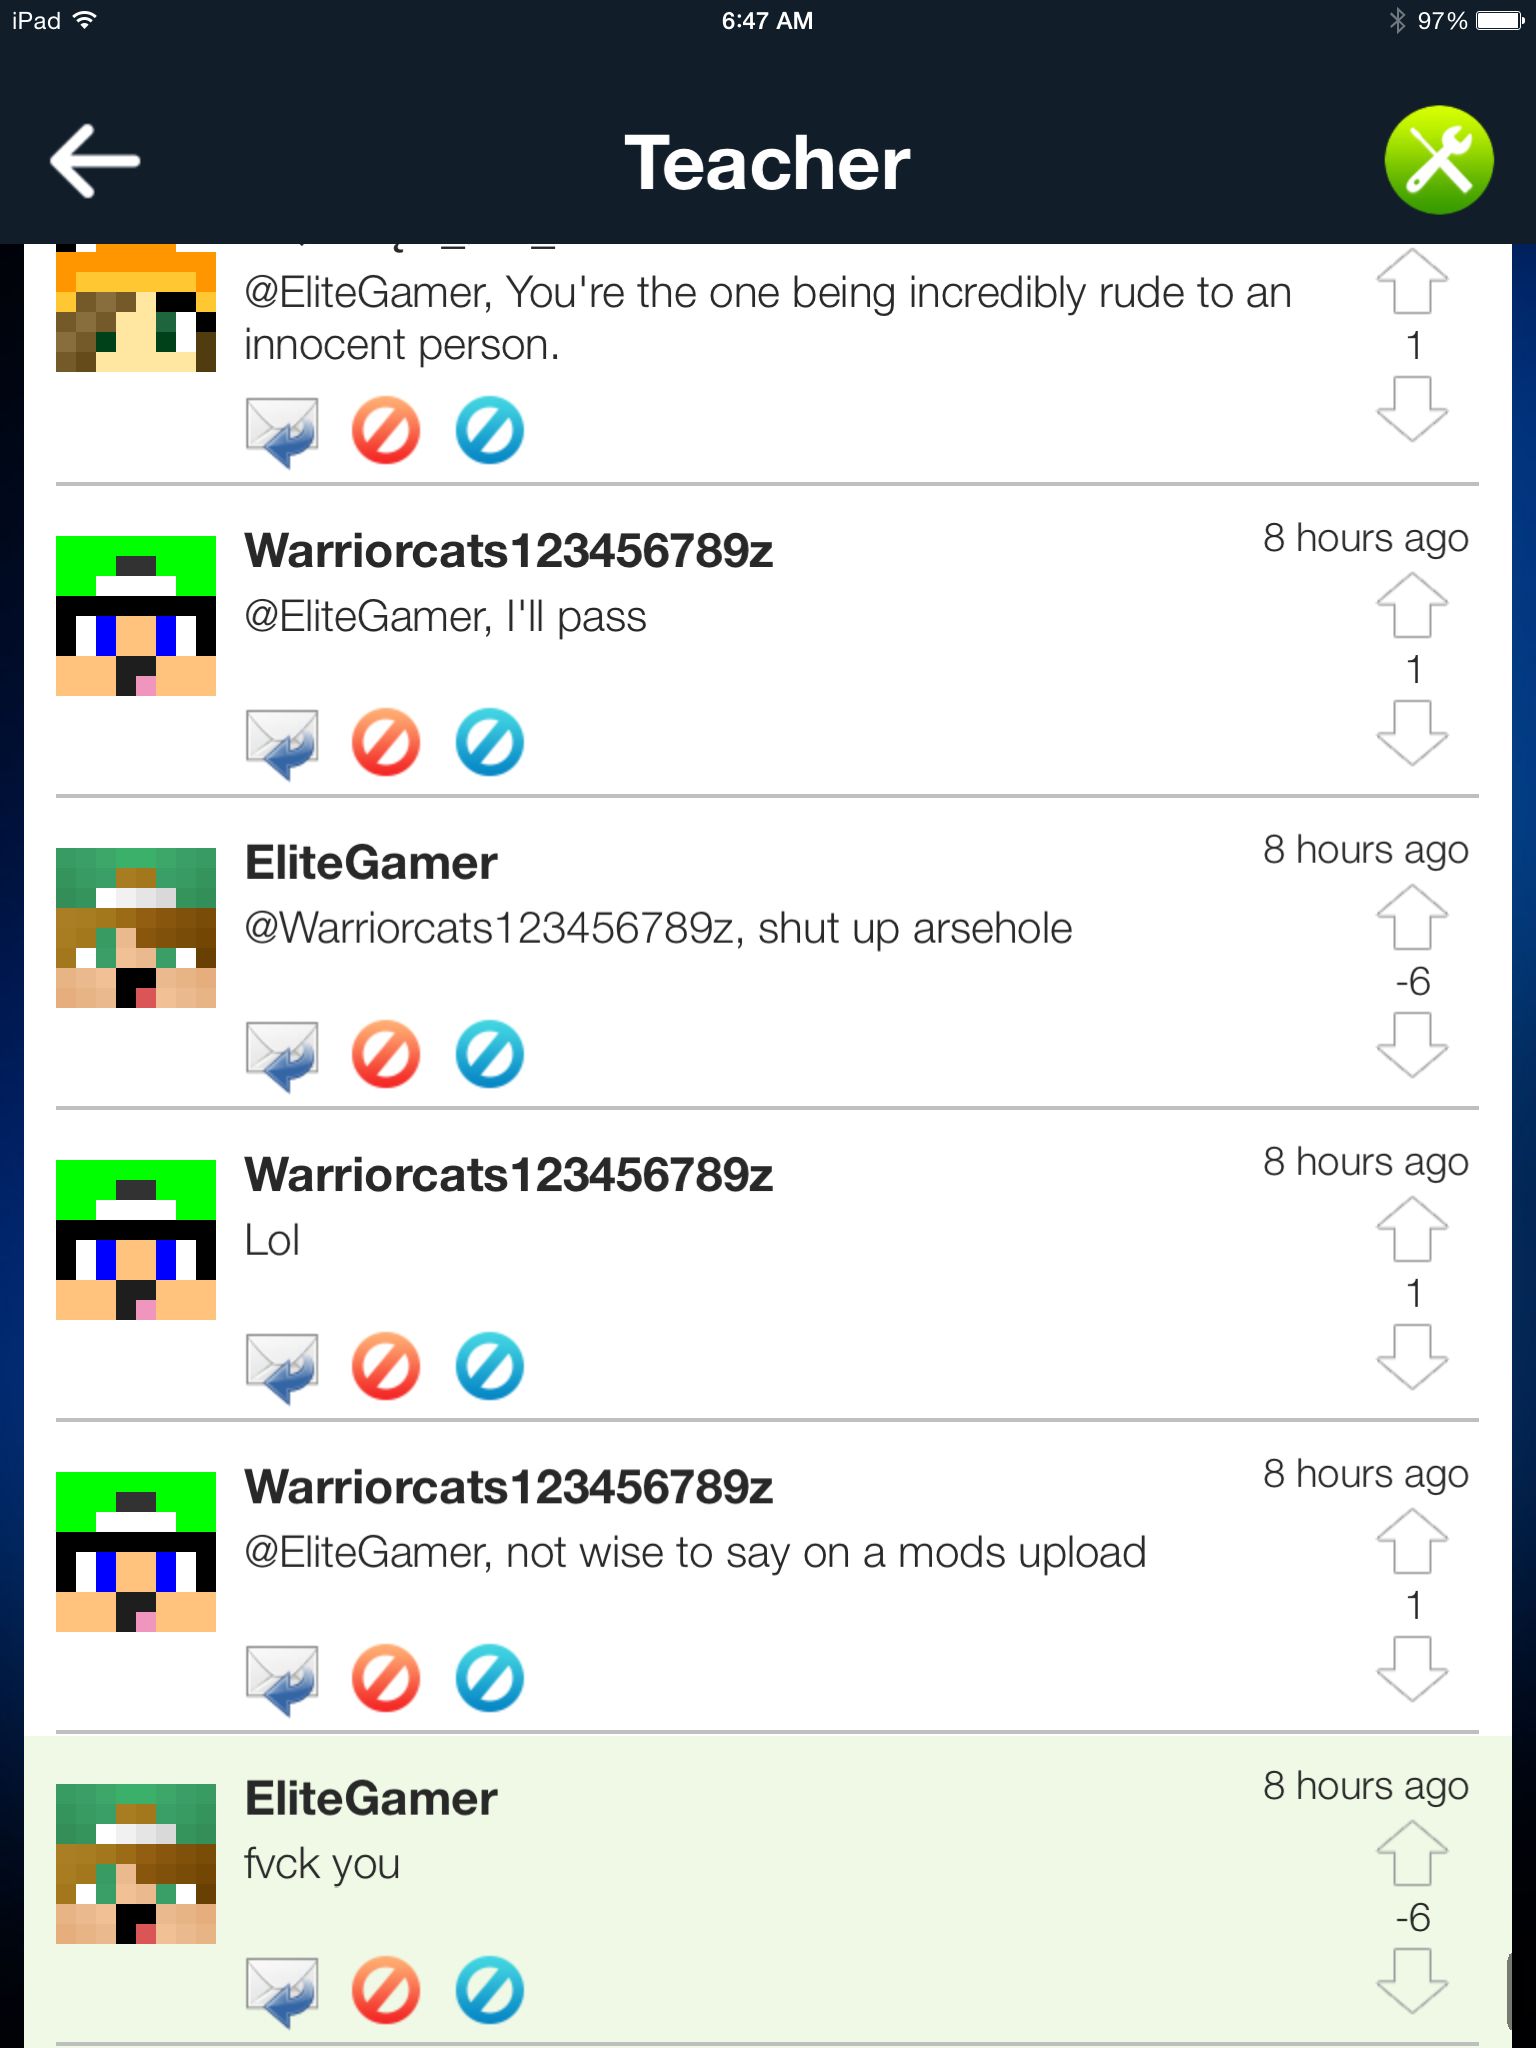 iPad 6:47 AM 97%
Teacher
@EliteGamer, You're the one being incredibly rude to an
innocent person.
1
Warriorcats123456789z 8 hours ago
@EliteGamer, I'll pass
1
EliteGamer 8 hours ago
@Warriorcats123456789z, shut up arsehole
-6
Warriorcats123456789z 8 hours ago
Lol
1
Warriorcats123456789z 8 hours ago
@EliteGamer, not wise to say on a mods upload
1
EliteGamer 8 hours ago
fvck you
-6